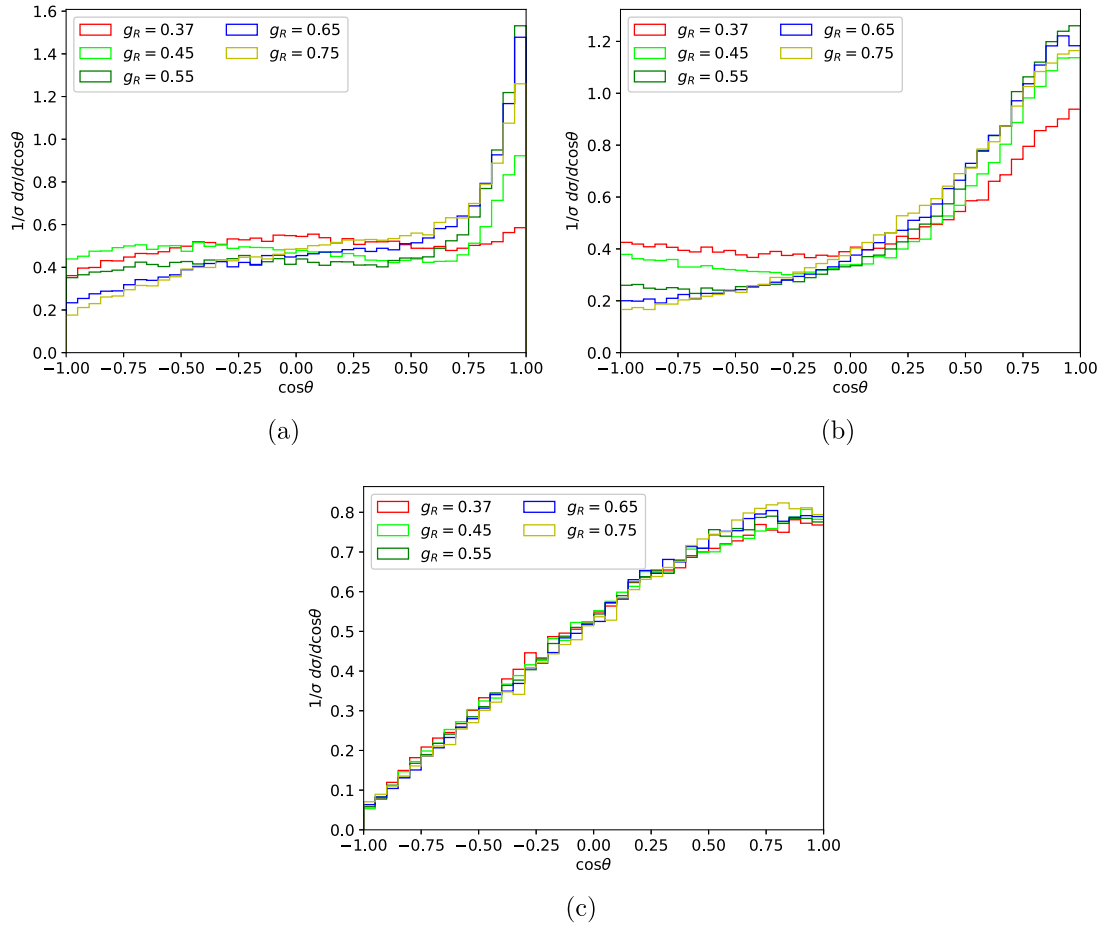 1.6
1.4
1.2
1.0
0.8
0.6
0.4
0.2
0.0
1/σ dσ/dcosθ
g_R = 0.37
g_R = 0.45
g_R = 0.55
g_R = 0.65
g_R = 0.75
−1.00 −0.75 −0.50 −0.25 0.00 0.25 0.50 0.75 1.00
cosθ
(a)
1.2
1.0
0.8
0.6
0.4
0.2
0.0
1/σ dσ/dcosθ
g_R = 0.37
g_R = 0.45
g_R = 0.55
g_R = 0.65
g_R = 0.75
−1.00 −0.75 −0.50 −0.25 0.00 0.25 0.50 0.75 1.00
cosθ
(b)
0.8
0.7
0.6
0.5
0.4
0.3
0.2
0.1
0.0
1/σ dσ/dcosθ
g_R = 0.37
g_R = 0.45
g_R = 0.55
g_R = 0.65
g_R = 0.75
−1.00 −0.75 −0.50 −0.25 0.00 0.25 0.50 0.75 1.00
cosθ
(c)